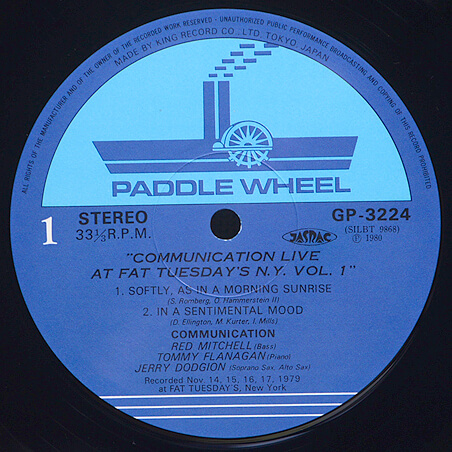 ALL RIGHTS OF THE MANUFACTURER AND OF THE OWNER OF THE RECORDED WORK RESERVED · UNAUTHORIZED PUBLIC PERFORMANCE BROADCASTING AND COPYING OF THIS RECORD PROHIBITED
MADE BY KING RECORD CO., LTD. TOKYO, JAPAN
PADDLE WHEEL
1 STEREO
33⅓R.P.M.
GP-3224
JASRAC (SILBT 9868)
Ⓟ 1980
"COMMUNICATION LIVE
AT FAT TUESDAY'S N.Y. VOL. 1"
1. SOFTLY, AS IN A MORNING SUNRISE
(S. Romberg, O. Hammerstein II)
2. IN A SENTIMENTAL MOOD
(D. Ellington, M. Kurter, I. Mills)
COMMUNICATION
RED MITCHELL (Bass)
TOMMY FLANAGAN (Piano)
JERRY DODGION (Soprano Sax, Alto Sax)
Recorded Nov. 14, 15, 16, 17, 1979
at FAT TUESDAY'S, New York